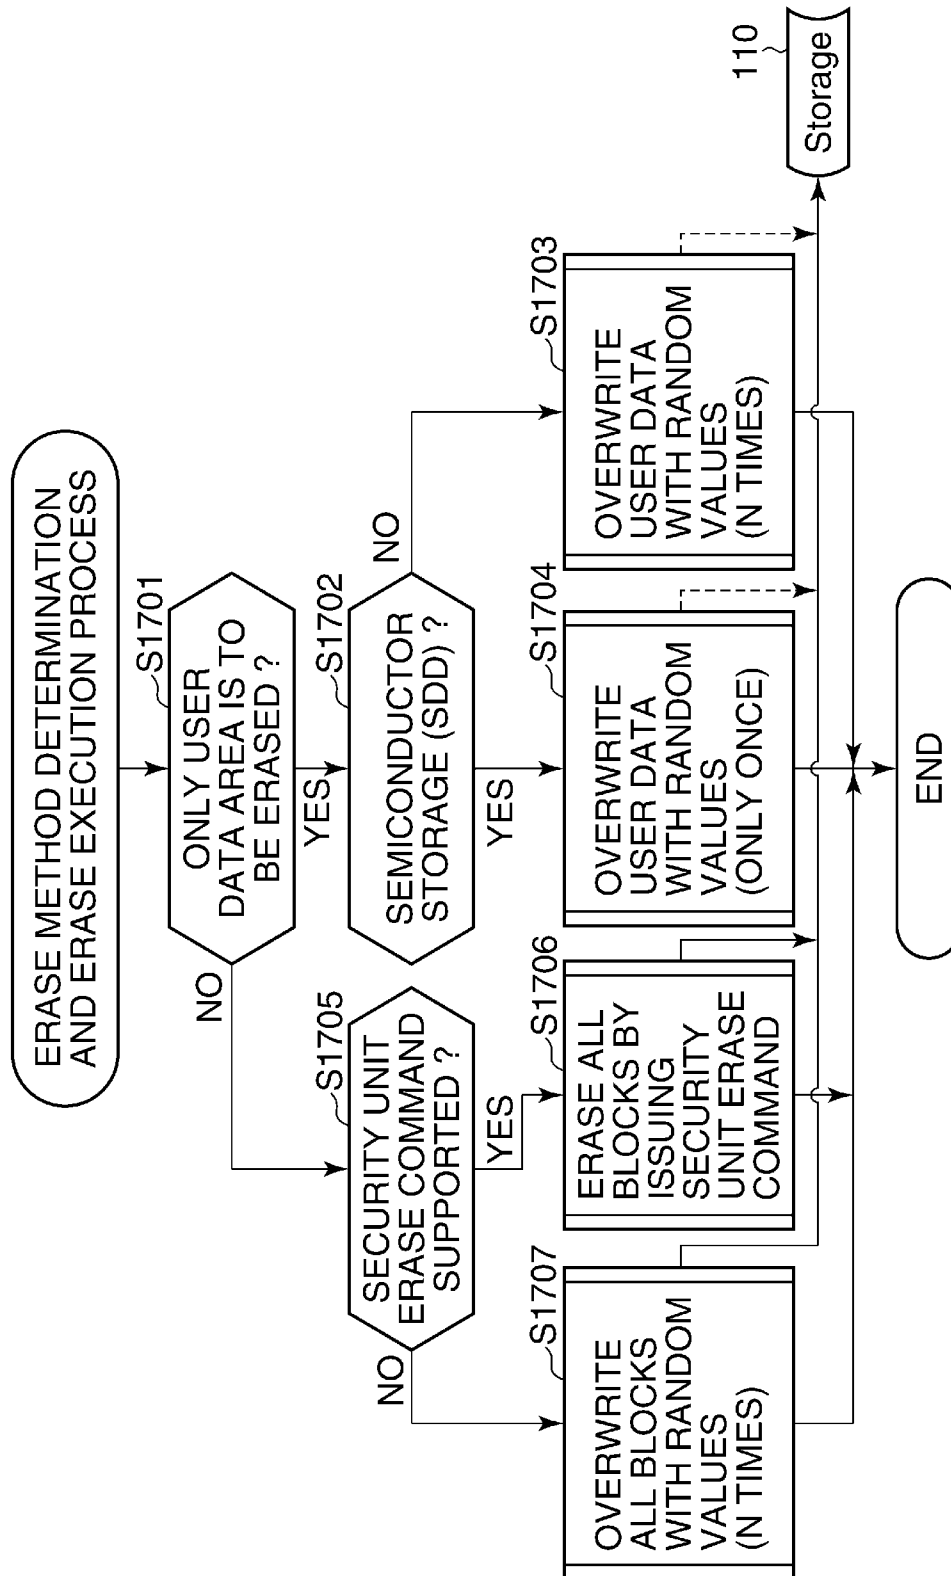 ERASE METHOD DETERMINATION
AND ERASE EXECUTION PROCESS
S1701
ONLY USER
DATA AREA IS TO
BE ERASED ?
NO
YES
S1702
SEMICONDUCTOR
STORAGE (SDD) ?
NO
YES
S1705
SECURITY UNIT
ERASE COMMAND
SUPPORTED ?
NO
YES
S1707
OVERWRITE
ALL BLOCKS
WITH RANDOM
VALUES
(N TIMES)
S1706
ERASE ALL
BLOCKS BY
ISSUING
SECURITY
UNIT ERASE
COMMAND
S1704
OVERWRITE
USER DATA
WITH RANDOM
VALUES
(ONLY ONCE)
S1703
OVERWRITE
USER DATA
WITH RANDOM
VALUES
(N TIMES)
110
Storage
END